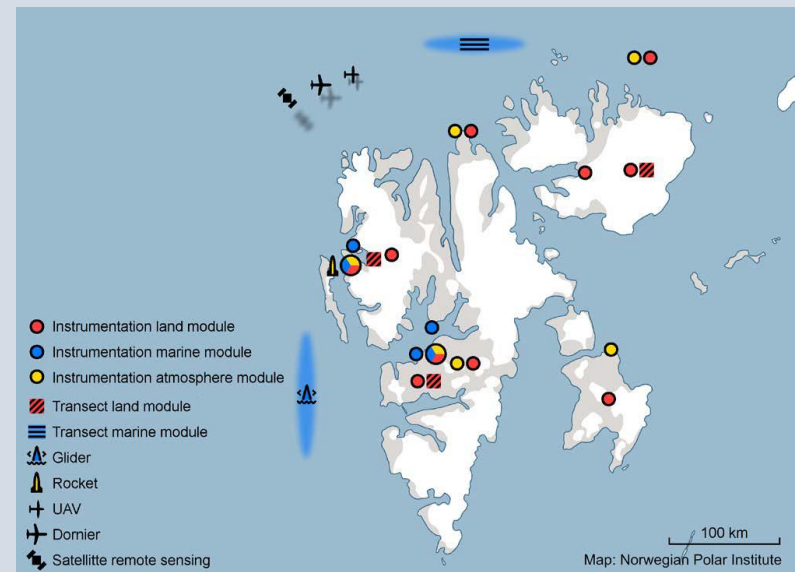 Instrumentation land module
Instrumentation marine module
Instrumentation atmosphere module
Transect land module
Transect marine module
Glider
Rocket
UAV
Dornier
Satellitte remote sensing
100 km
Map: Norwegian Polar Institute